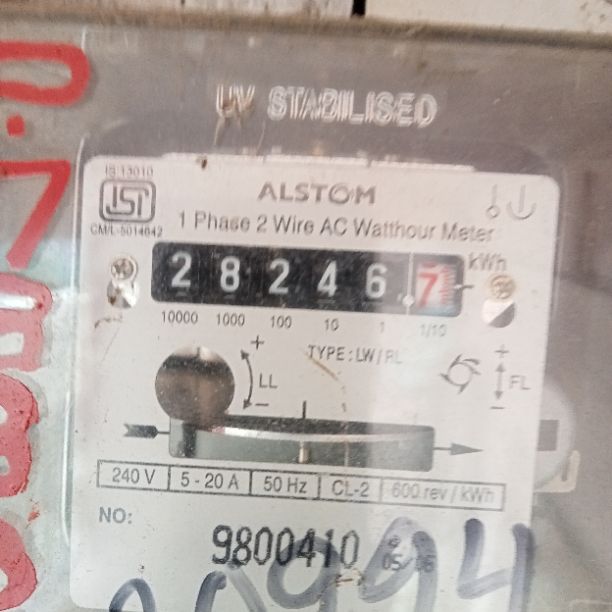 UV STABILISED
IS:13010
ISI
CM/L-5014642
ALSTOM
1 Phase 2 Wire AC Watthour Meter
2 8 2 4 6 . 7 kWh
10000 1000 100 10 1 1/10
TYPE : LW / RL
+ LL −
+ FL −
240 V 5 - 20 A 50 Hz CL-2 600 rev / kWh
NO:
9800410